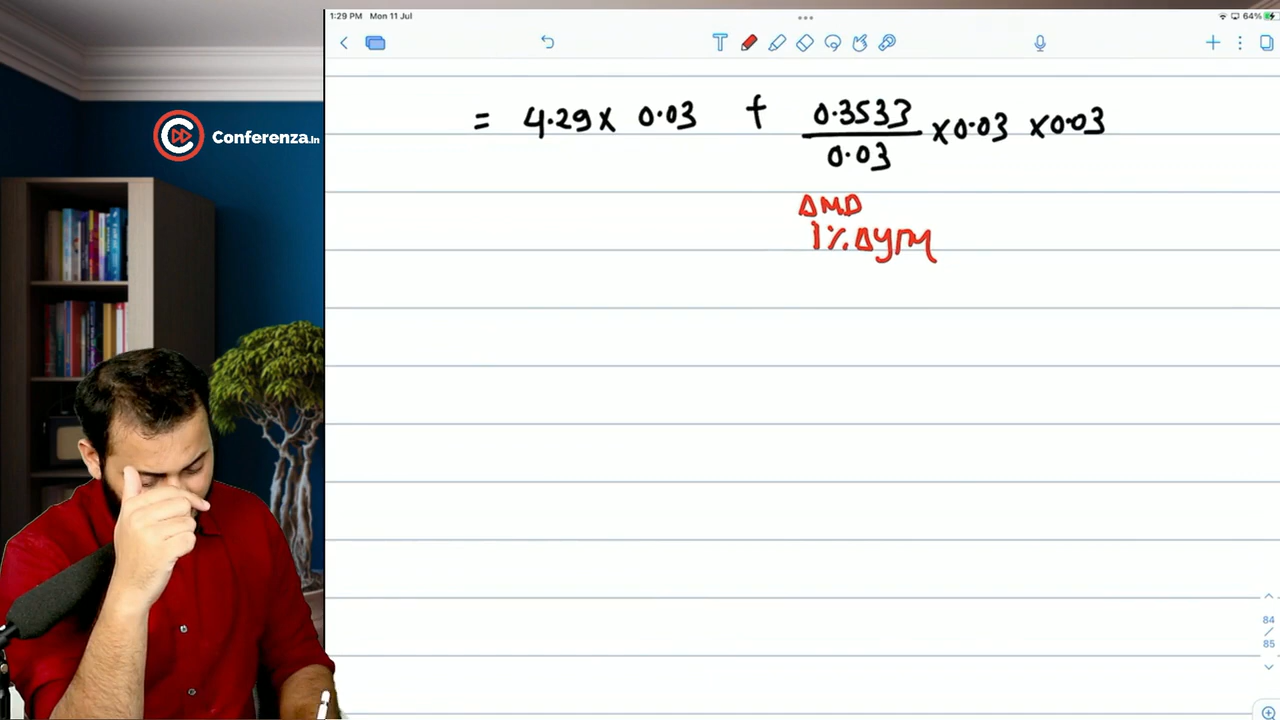 1:29 PM Mon 11 Jul
64%
Conferenza.In
= 4.29 x 0.03 + 0.3533 / 0.03 x 0.03 x 0.03
ΔMD
1% ΔYTM
84
/
85